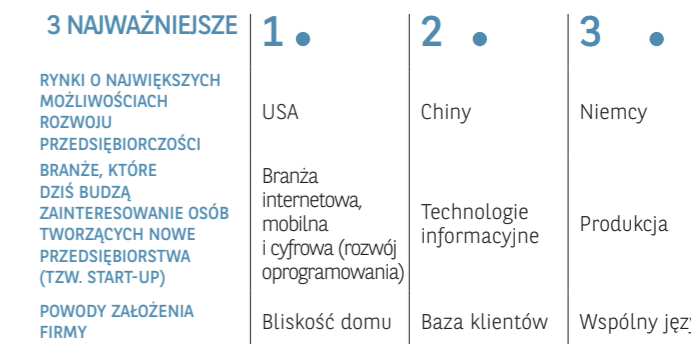 3 NAJWAŻNIEJSZE
1
2
3
RYNKI O NAJWIĘKSZYCH
MOŻLIWOŚCIACH
ROZWOJU
PRZEDSIĘBIORCZOŚCI
USA
Chiny
Niemcy
BRANŻE, KTÓRE
DZIŚ BUDZĄ
ZAINTERESOWANIE OSÓB
TWORZĄCYCH NOWE
PRZEDSIĘBIORSTWA
(TZW. START-UP)
Branża
internetowa,
mobilna
i cyfrowa (rozwój
oprogramowania)
Technologie
informacyjne
Produkcja
POWODY ZAŁOŻENIA
FIRMY
Bliskość domu
Baza klientów
Wspólny